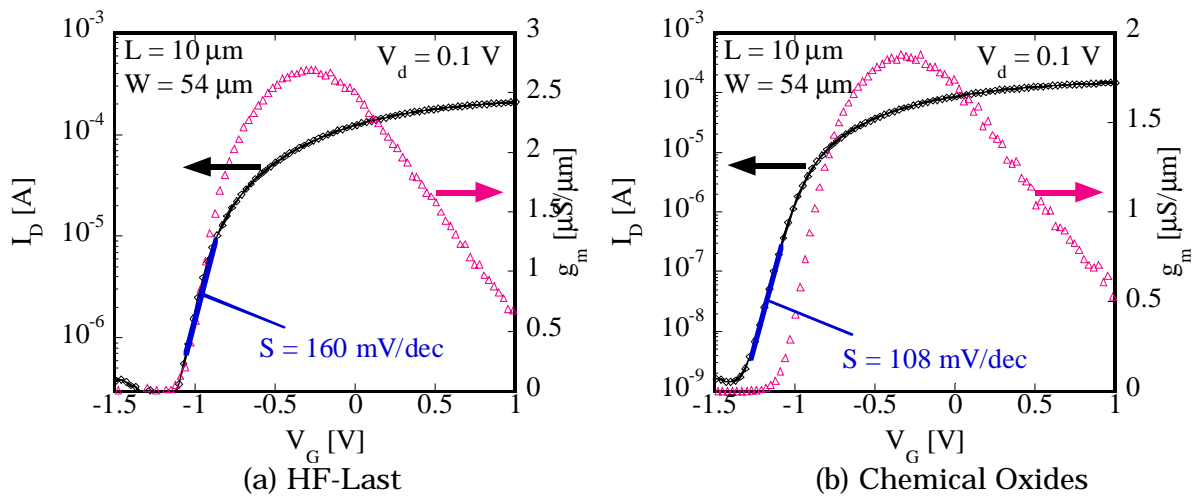 10^-3
10^-4
10^-5
10^-6
I_D [A]
L = 10 μm
W = 54 μm
V_d = 0.1 V
S = 160 mV/dec
3
2.5
2
1.5
1
0.5
0
g_m [μS/μm]
-1.5 -1 -0.5 0 0.5 1
V_G [V]
(a) HF-Last
10^-3
10^-4
10^-5
10^-6
10^-7
10^-8
10^-9
I_D [A]
L = 10 μm
W = 54 μm
V_d = 0.1 V
S = 108 mV/dec
2
1.5
1
0.5
0
g_m [μS/μm]
-1.5 -1 -0.5 0 0.5 1
V_G [V]
(b) Chemical Oxides